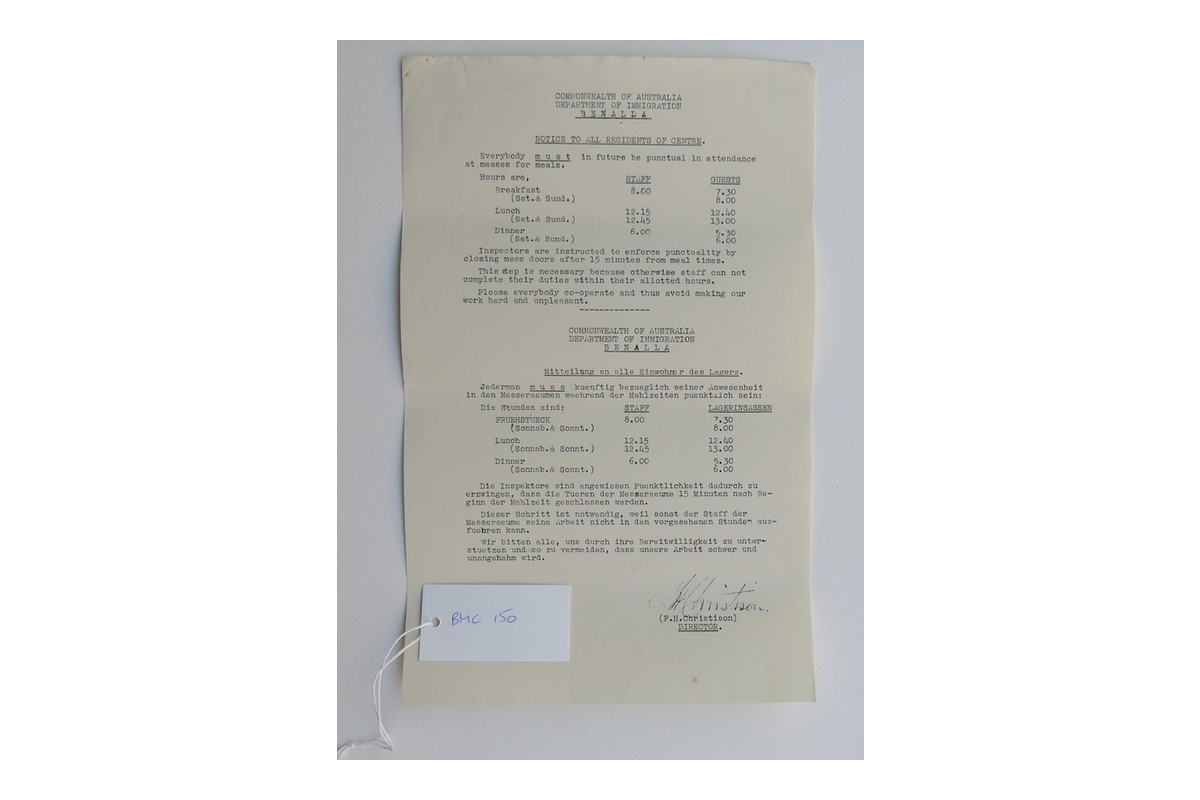 COMMONWEALTH OF AUSTRALIA
DEPARTMENT OF IMMIGRATION
B E N A L L A
NOTICE TO ALL RESIDENTS OF CENTRE.
Everybody m u s t in future be punctual in attendance
at messes for meals.
Hours are, STAFF GUESTS
Breakfast 8.00 7.30
(Sat.& Sund.) 8.00
Lunch 12.15 12.40
(Sat.& Sund.) 12.45 13.00
Dinner 6.00 5.30
(Sat.& Sund.) 6.00
Inspectors are instructed to enforce punctuality by
closing mess doors after 15 minutes from meal times.
This step is necessary because otherwise staff can not
complete their duties within their allotted hours.
Please everybody co-operate and thus avoid making our
work hard and unpleasant.
--------------
COMMONWEALTH OF AUSTRALIA
DEPARTMENT OF IMMIGRATION
B E N A L L A
Mitteilung an alle Einwohner des Lagers.
Jederman m u s s kuenftig bezueglich seiner Anwesenheit
in den Messeraeumen waehrend der Mahlzeiten puenktlich sein:
Die Stunden sind: STAFF LAGERINSASSEN
FRUEHSTUECK 8.00 7.30
(Sonnab.& Sonnt.) 8.00
Lunch 12.15 12.40
(Sonnab.& Sonnt.) 12.45 13.00
Dinner 6.00 5.30
(Sonnab.& Sonnt.) 6.00
Die Inspektore sind angewiesen Puenktlichkeit dadurch zu
erzwingen, dass die Tueren der Messeraeume 15 Minuten nach Be-
ginn der Mahlzeit geschlossen werden.
Dieser Schritt ist notwendig, weil sonst der Staff der
Messeraeume seine Arbeit nicht in den vorgesehenen Stunden aus-
fuehren kann.
Wir bitten alle, uns durch ihre Bereitwilligkeit zu unter-
stuetzen und so zu vermeiden, dass unsere Arbeit schwer und
unangehehm wird.
FHChristison.
(F.H.Christison)
DIRECTOR.
BMC 150